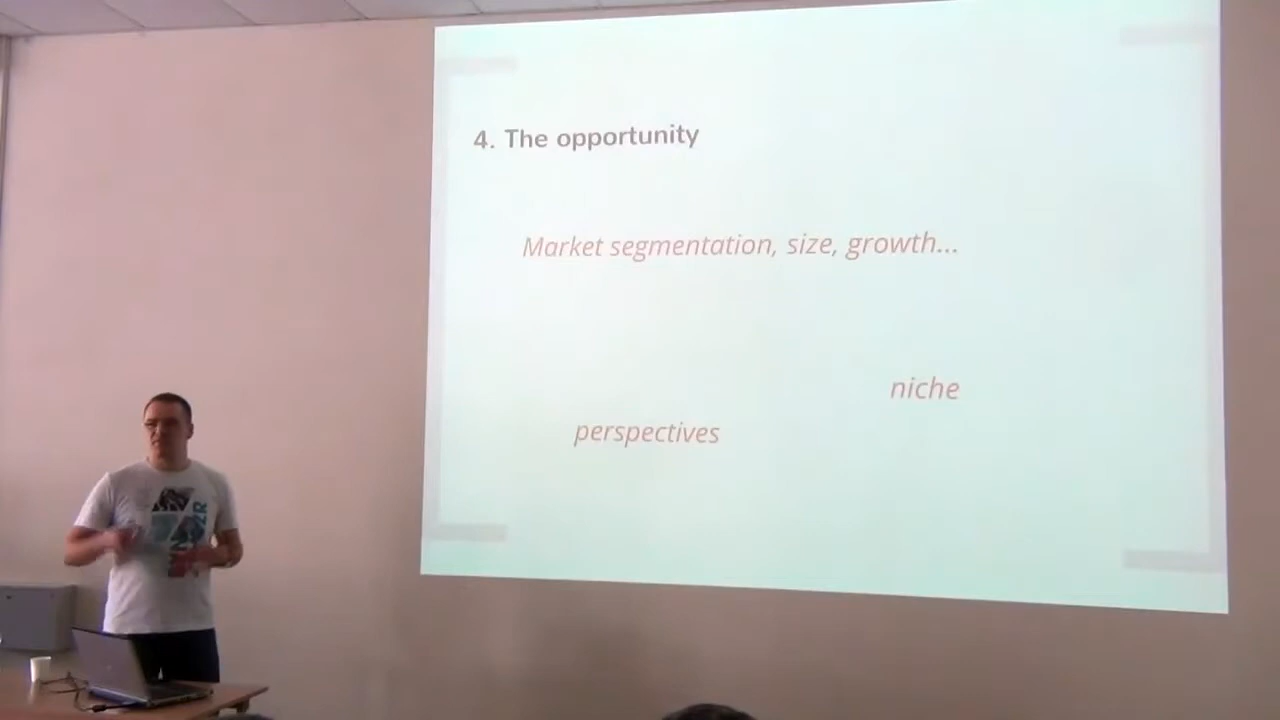 4. The opportunity
Market segmentation, size, growth...
niche
perspectives